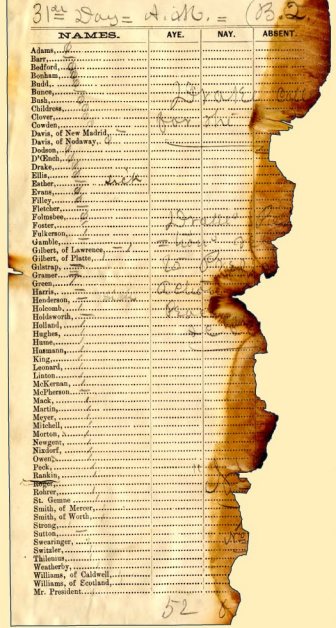 31st Day = A.M. = (B.2
NAMES. AYE. NAY. ABSENT.
Adams,
Barr,
Bedford,
Bonham,
Budd,
Bunce,
Bush,
Childress,
Clover,
Cowden,
Davis, of New Madrid,
Davis, of Nodaway,
Dodson,
D'Œnch,
Drake,
Ellis,
Esther, sick
Evans,
Filley,
Fletcher,
Folmsbee,
Foster,
Fulkerson,
Gamble,
Gilbert, of Lawrence,
Gilbert, of Platte,
Gilstrap,
Gramer,
Green,
Harris,
Henderson,
Holcomb,
Holdsworth,
Holland,
Hughes,
Hume,
Husmann,
King,
Leonard,
Linton,
McKernan,
McPherson,
Mack,
Martin,
Meyer,
Mitchell,
Morton,
Newgent,
Nixdorf,
Owen,
Peck,
Rankin,
Roger,
Rohrer,
St. Gemme
Smith, of Mercer,
Smith, of Worth,
Strong,
Sutton,
Swearinger,
Switzler,
Thilenius,
Weatherby,
Williams, of Caldwell,
Williams, of Scotland,
Mr. President
52